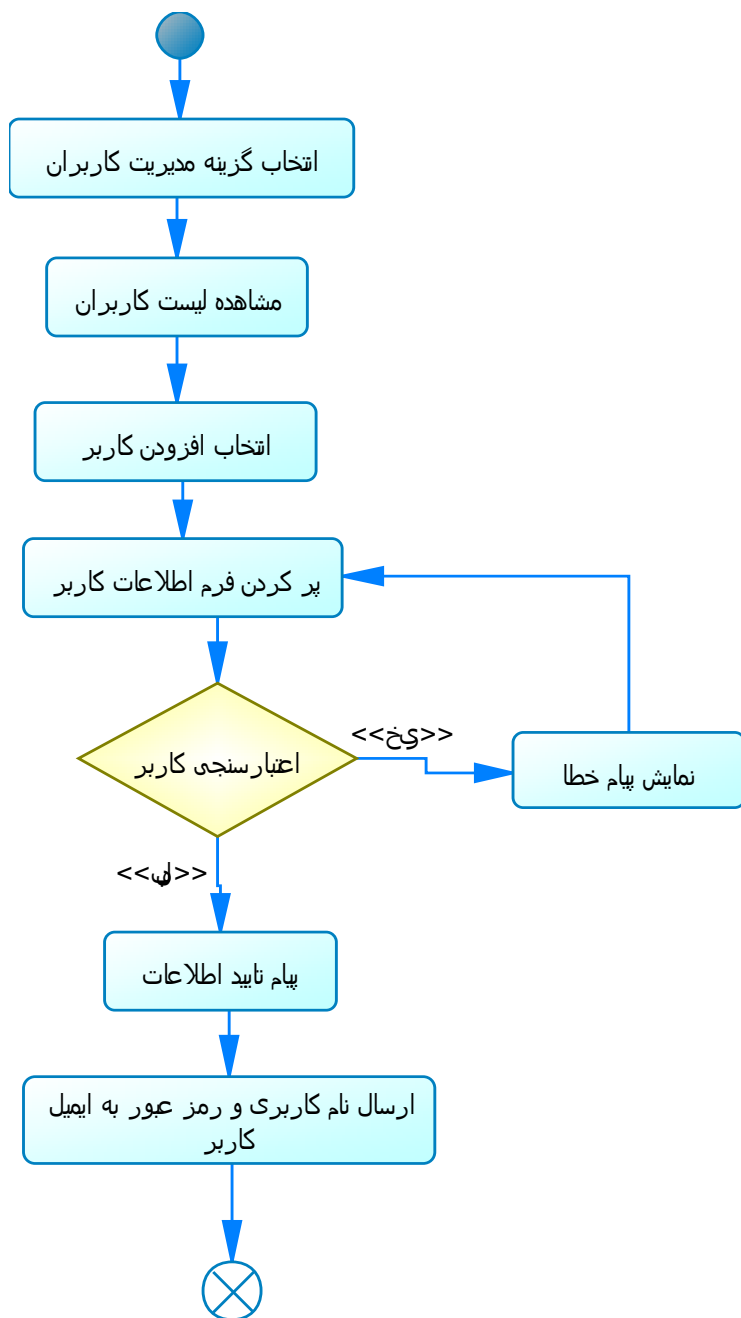 انتخاب گزینه مدیریت کاربران
مشاهده لیست کاربران
انتخاب افزودن کاربر
پر کردن فرم اطلاعات کاربر
اعتبارسنجی کاربر
<<خیر>>
نمایش پیام خطا
<<بله>>
پیام تایید اطلاعات
ارسال نام کاربری و رمز عبور به ایمیل
کاربر